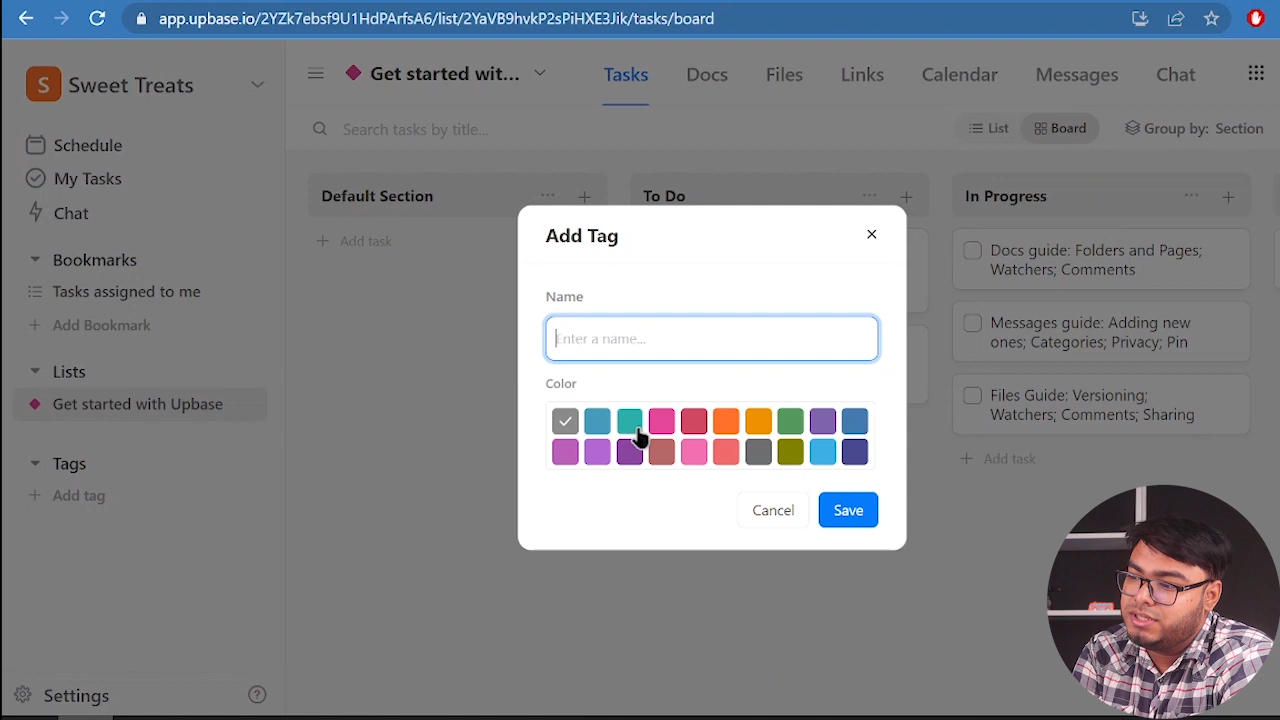 app.upbase.io/2YZk7ebsf9U1HdPArfsA6/list/2YaVB9hvkP2sPiHXE3Jik/tasks/board
S Sweet Treats
Get started wit...
Tasks
Docs
Files
Links
Calendar
Messages
Chat
Search tasks by title...
List
Board
Group by: Section
Schedule
My Tasks
Chat
Bookmarks
Tasks assigned to me
+ Add Bookmark
Lists
Get started with Upbase
Tags
+ Add tag
Settings
?
Default Section
+ Add task
To Do
In Progress
Docs guide: Folders and Pages;
Watchers; Comments
Messages guide: Adding new
ones; Categories; Privacy; Pin
Files Guide: Versioning;
Watchers; Comments; Sharing
+ Add task
Add Tag
Name
Enter a name...
Color
Cancel
Save